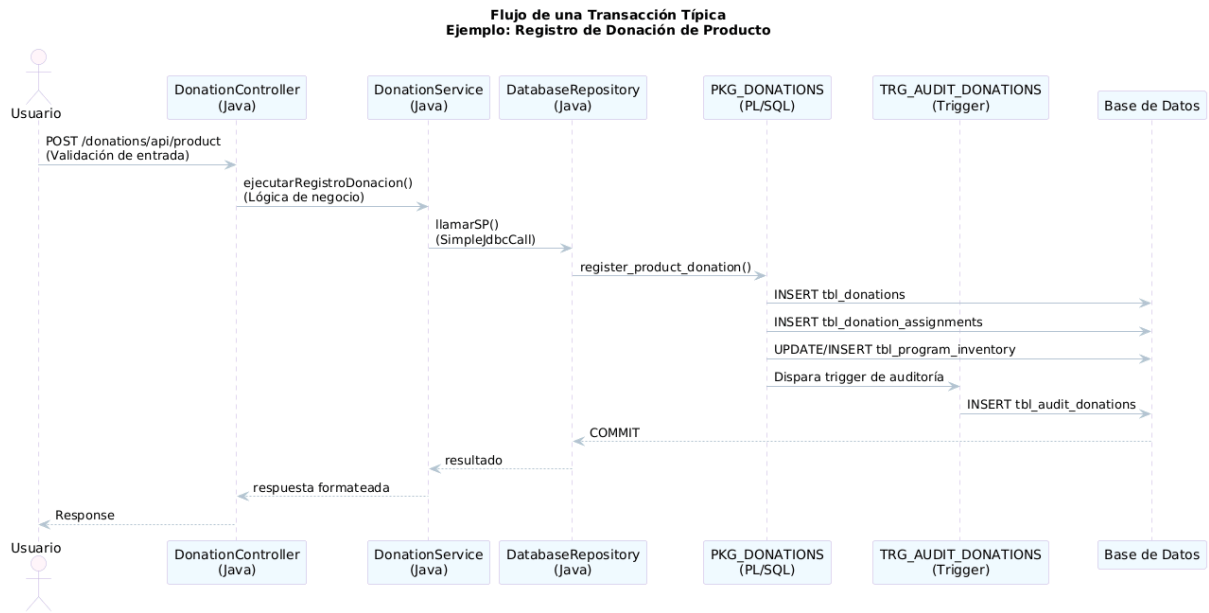 Flujo de una Transacción Típica
Ejemplo: Registro de Donación de Producto
Usuario
DonationController
(Java)
DonationService
(Java)
DatabaseRepository
(Java)
PKG_DONATIONS
(PL/SQL)
TRG_AUDIT_DONATIONS
(Trigger)
Base de Datos
POST /donations/api/product
(Validación de entrada)
ejecutarRegistroDonacion()
(Lógica de negocio)
llamarSP()
(SimpleJdbcCall)
register_product_donation()
INSERT tbl_donations
INSERT tbl_donation_assignments
UPDATE/INSERT tbl_program_inventory
Dispara trigger de auditoría
INSERT tbl_audit_donations
COMMIT
resultado
respuesta formateada
Response
Usuario
DonationController
(Java)
DonationService
(Java)
DatabaseRepository
(Java)
PKG_DONATIONS
(PL/SQL)
TRG_AUDIT_DONATIONS
(Trigger)
Base de Datos